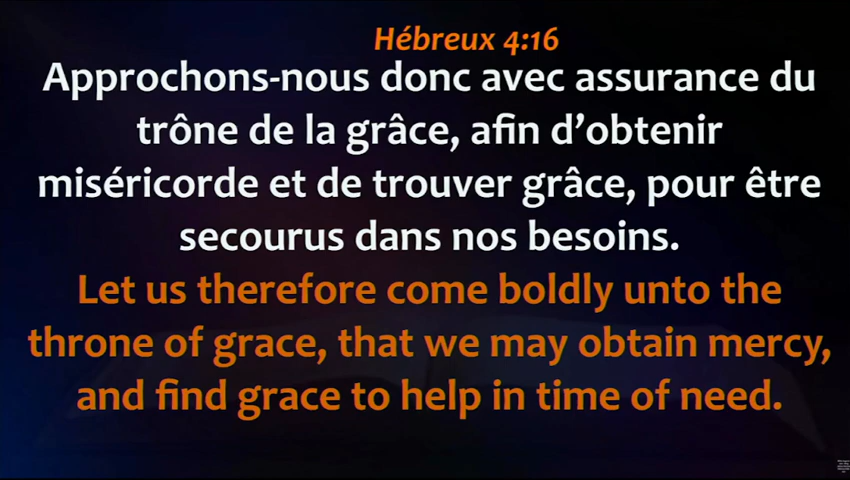 Hébreux 4:16
Approchons-nous donc avec assurance du
trône de la grâce, afin d’obtenir
miséricorde et de trouver grâce, pour être
secourus dans nos besoins.
Let us therefore come boldly unto the
throne of grace, that we may obtain mercy,
and find grace to help in time of need.